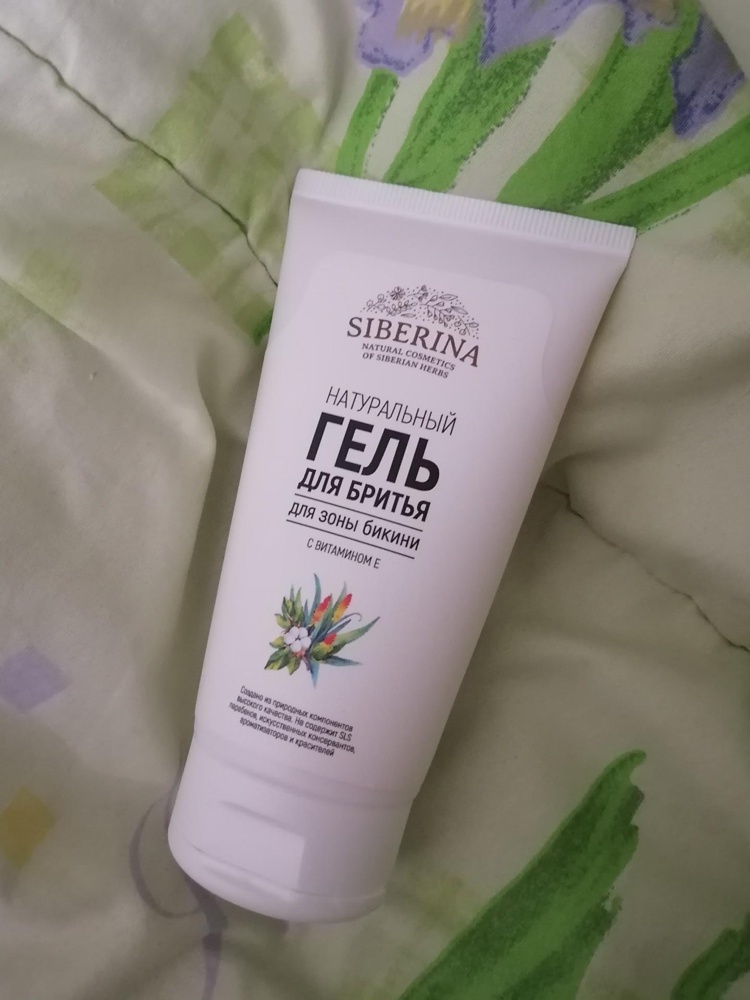 SIBERINA
NATURAL COSMETICS
OF SIBERIAN HERBS
НАТУРАЛЬНЫЙ
ГЕЛЬ
ДЛЯ БРИТЬЯ
ДЛЯ ЗОНЫ БИКИНИ
С ВИТАМИНОМ Е
Создано из природных компонентов
высокого качества. Не содержит SLS
парабенов, искусственных консервантов,
ароматизаторов и красителей